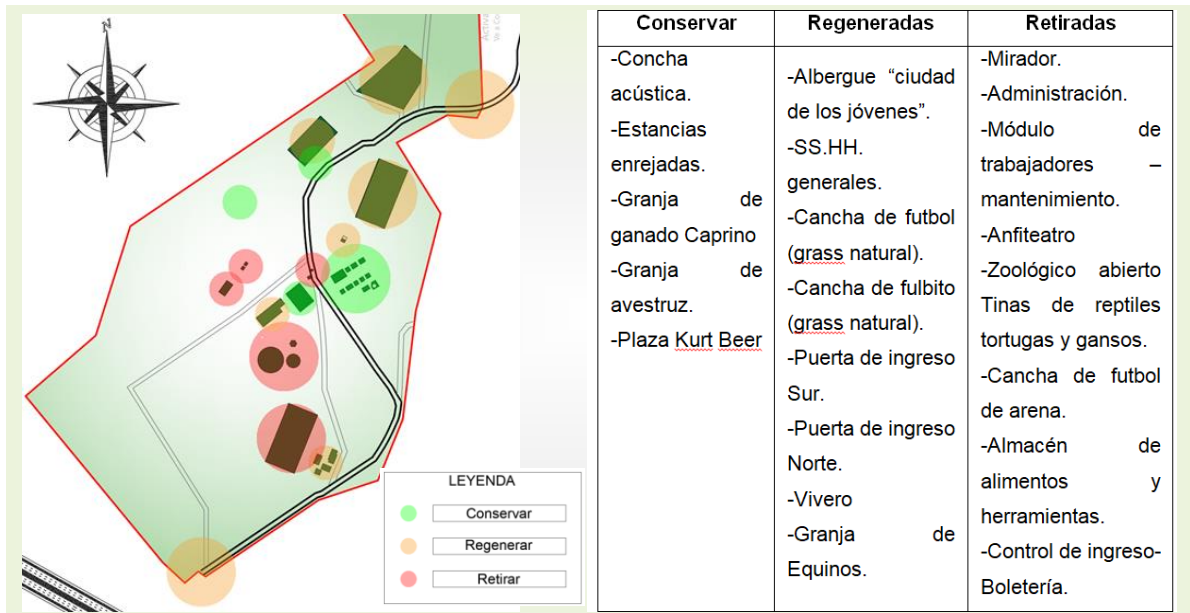 N
Activa
Ve a Co
LEYENDA
Conservar
Regenerar
Retirar
Conservar
-Concha
acústica.
-Estancias
enrejadas.
-Granja de
ganado Caprino
-Granja de
avestruz.
-Plaza Kurt Beer
Regeneradas
-Albergue “ciudad
de los jóvenes”.
-SS.HH.
generales.
-Cancha de futbol
(grass natural).
-Cancha de fulbito
(grass natural).
-Puerta de ingreso
Sur.
-Puerta de ingreso
Norte.
-Vivero
-Granja de
Equinos.
Retiradas
-Mirador.
-Administración.
-Módulo de
trabajadores –
mantenimiento.
-Anfiteatro
-Zoológico abierto
Tinas de reptiles
tortugas y gansos.
-Cancha de futbol
de arena.
-Almacén de
alimentos y
herramientas.
-Control de ingreso-
Boletería.